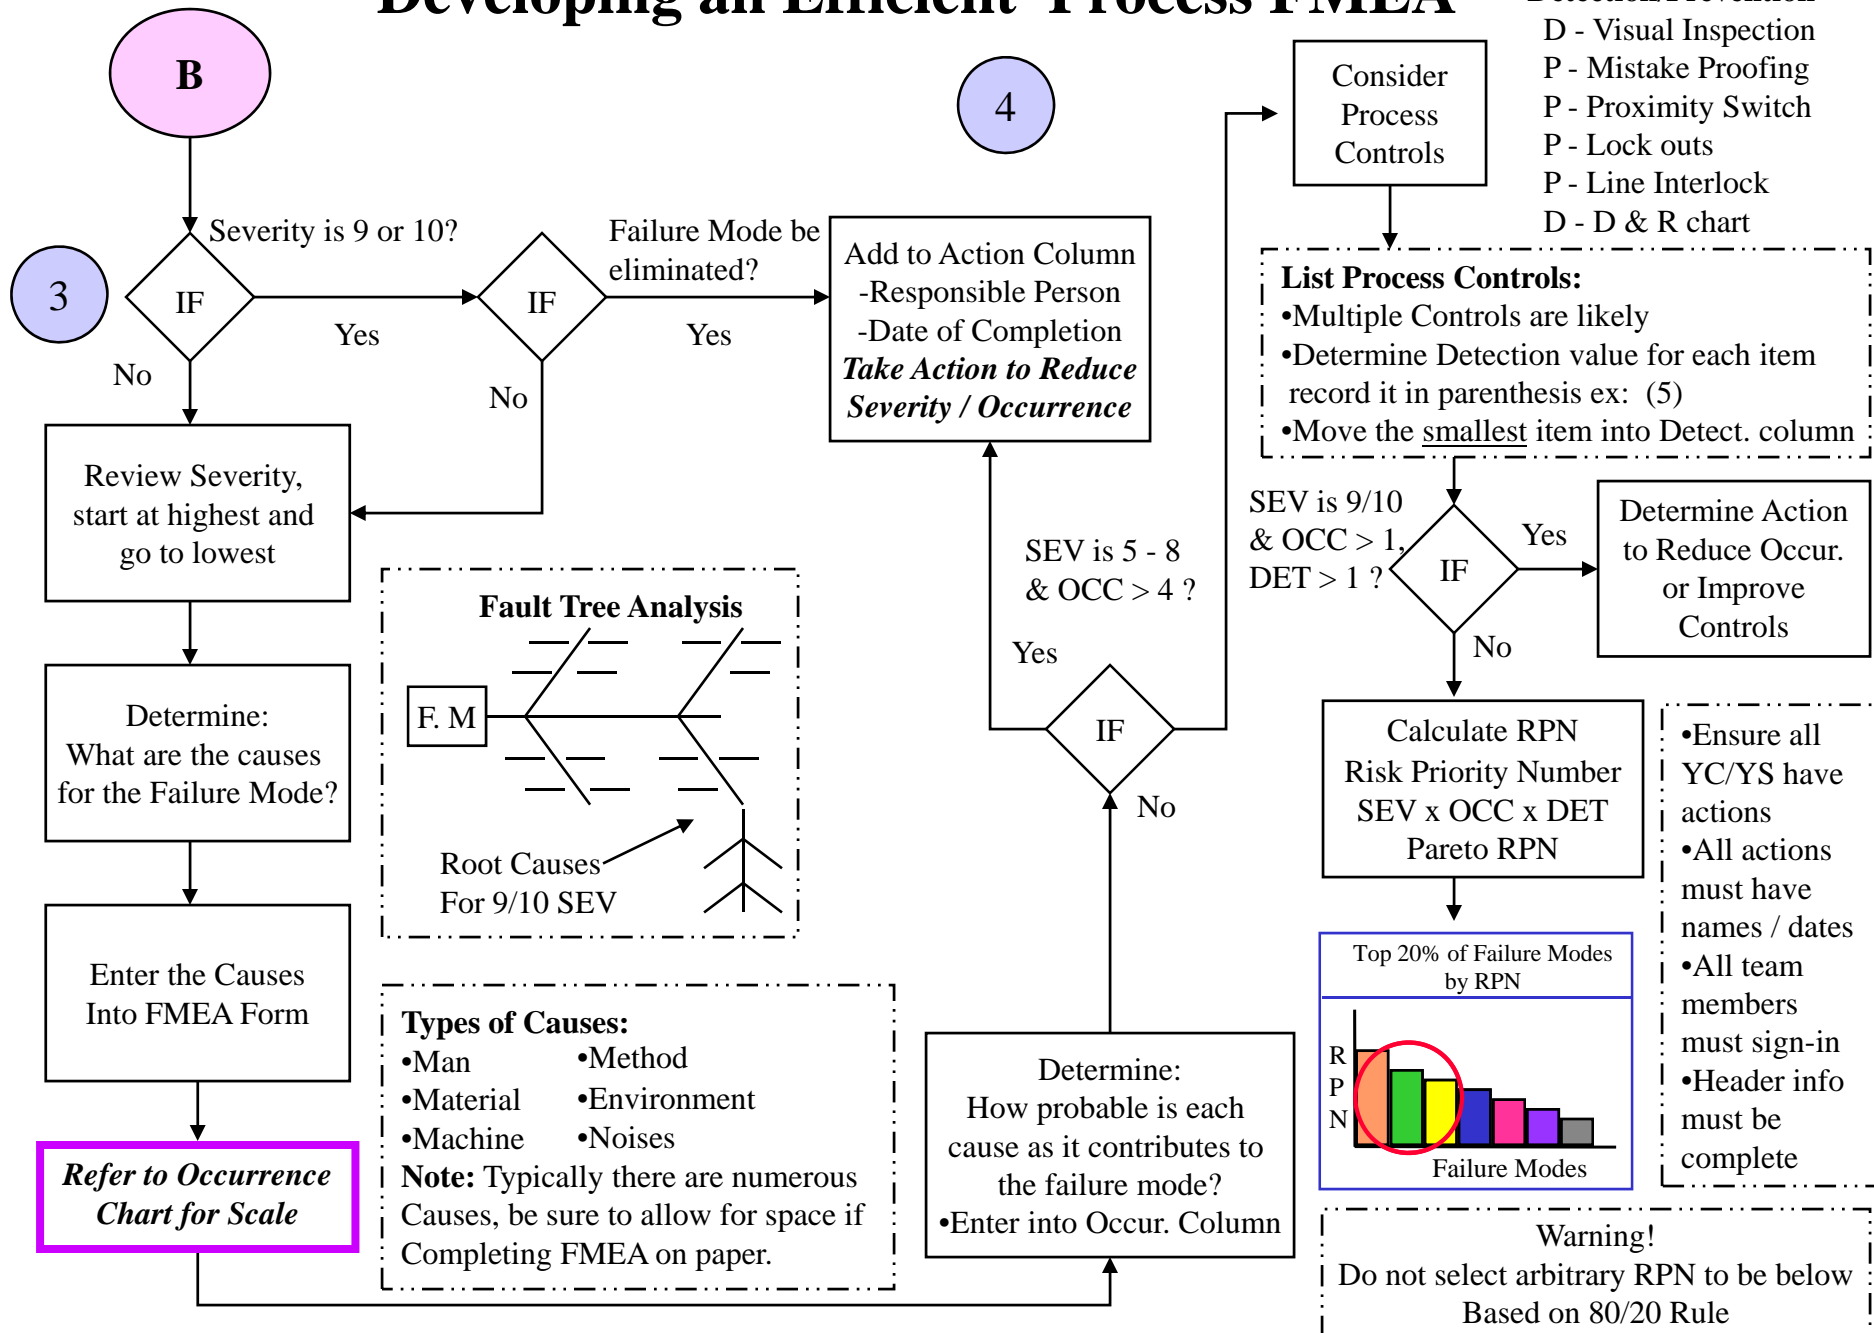 Developing an Efficient Process FMEA
B
4
3
Severity is 9 or 10?
IF
Yes
No
Failure Mode be
eliminated?
IF
Yes
No
Add to Action Column
-Responsible Person
-Date of Completion
Take Action to Reduce
Severity / Occurrence
Review Severity,
start at highest and
go to lowest
Determine:
What are the causes
for the Failure Mode?
Enter the Causes
Into FMEA Form
Refer to Occurrence
Chart for Scale
Fault Tree Analysis
F. M
Root Causes
For 9/10 SEV
Types of Causes:
•Man
•Material
•Machine
•Method
•Environment
•Noises
Note: Typically there are numerous
Causes, be sure to allow for space if
Completing FMEA on paper.
Determine:
How probable is each
cause as it contributes to
the failure mode?
•Enter into Occur. Column
SEV is 5 - 8
& OCC > 4 ?
Yes
IF
No
Consider
Process
Controls
Detection/Prevention
D - Visual Inspection
P - Mistake Proofing
P - Proximity Switch
P - Lock outs
P - Line Interlock
D - D & R chart
List Process Controls:
•Multiple Controls are likely
•Determine Detection value for each item
record it in parenthesis ex: (5)
•Move the smallest item into Detect. column
SEV is 9/10
& OCC > 1,
DET > 1 ?
IF
Yes
No
Determine Action
to Reduce Occur.
or Improve
Controls
Calculate RPN
Risk Priority Number
SEV x OCC x DET
Pareto RPN
•Ensure all
YC/YS have
actions
•All actions
must have
names / dates
•All team
members
must sign-in
•Header info
must be
complete
Top 20% of Failure Modes
by RPN
R
P
N
Failure Modes
Warning!
Do not select arbitrary RPN to be below
Based on 80/20 Rule